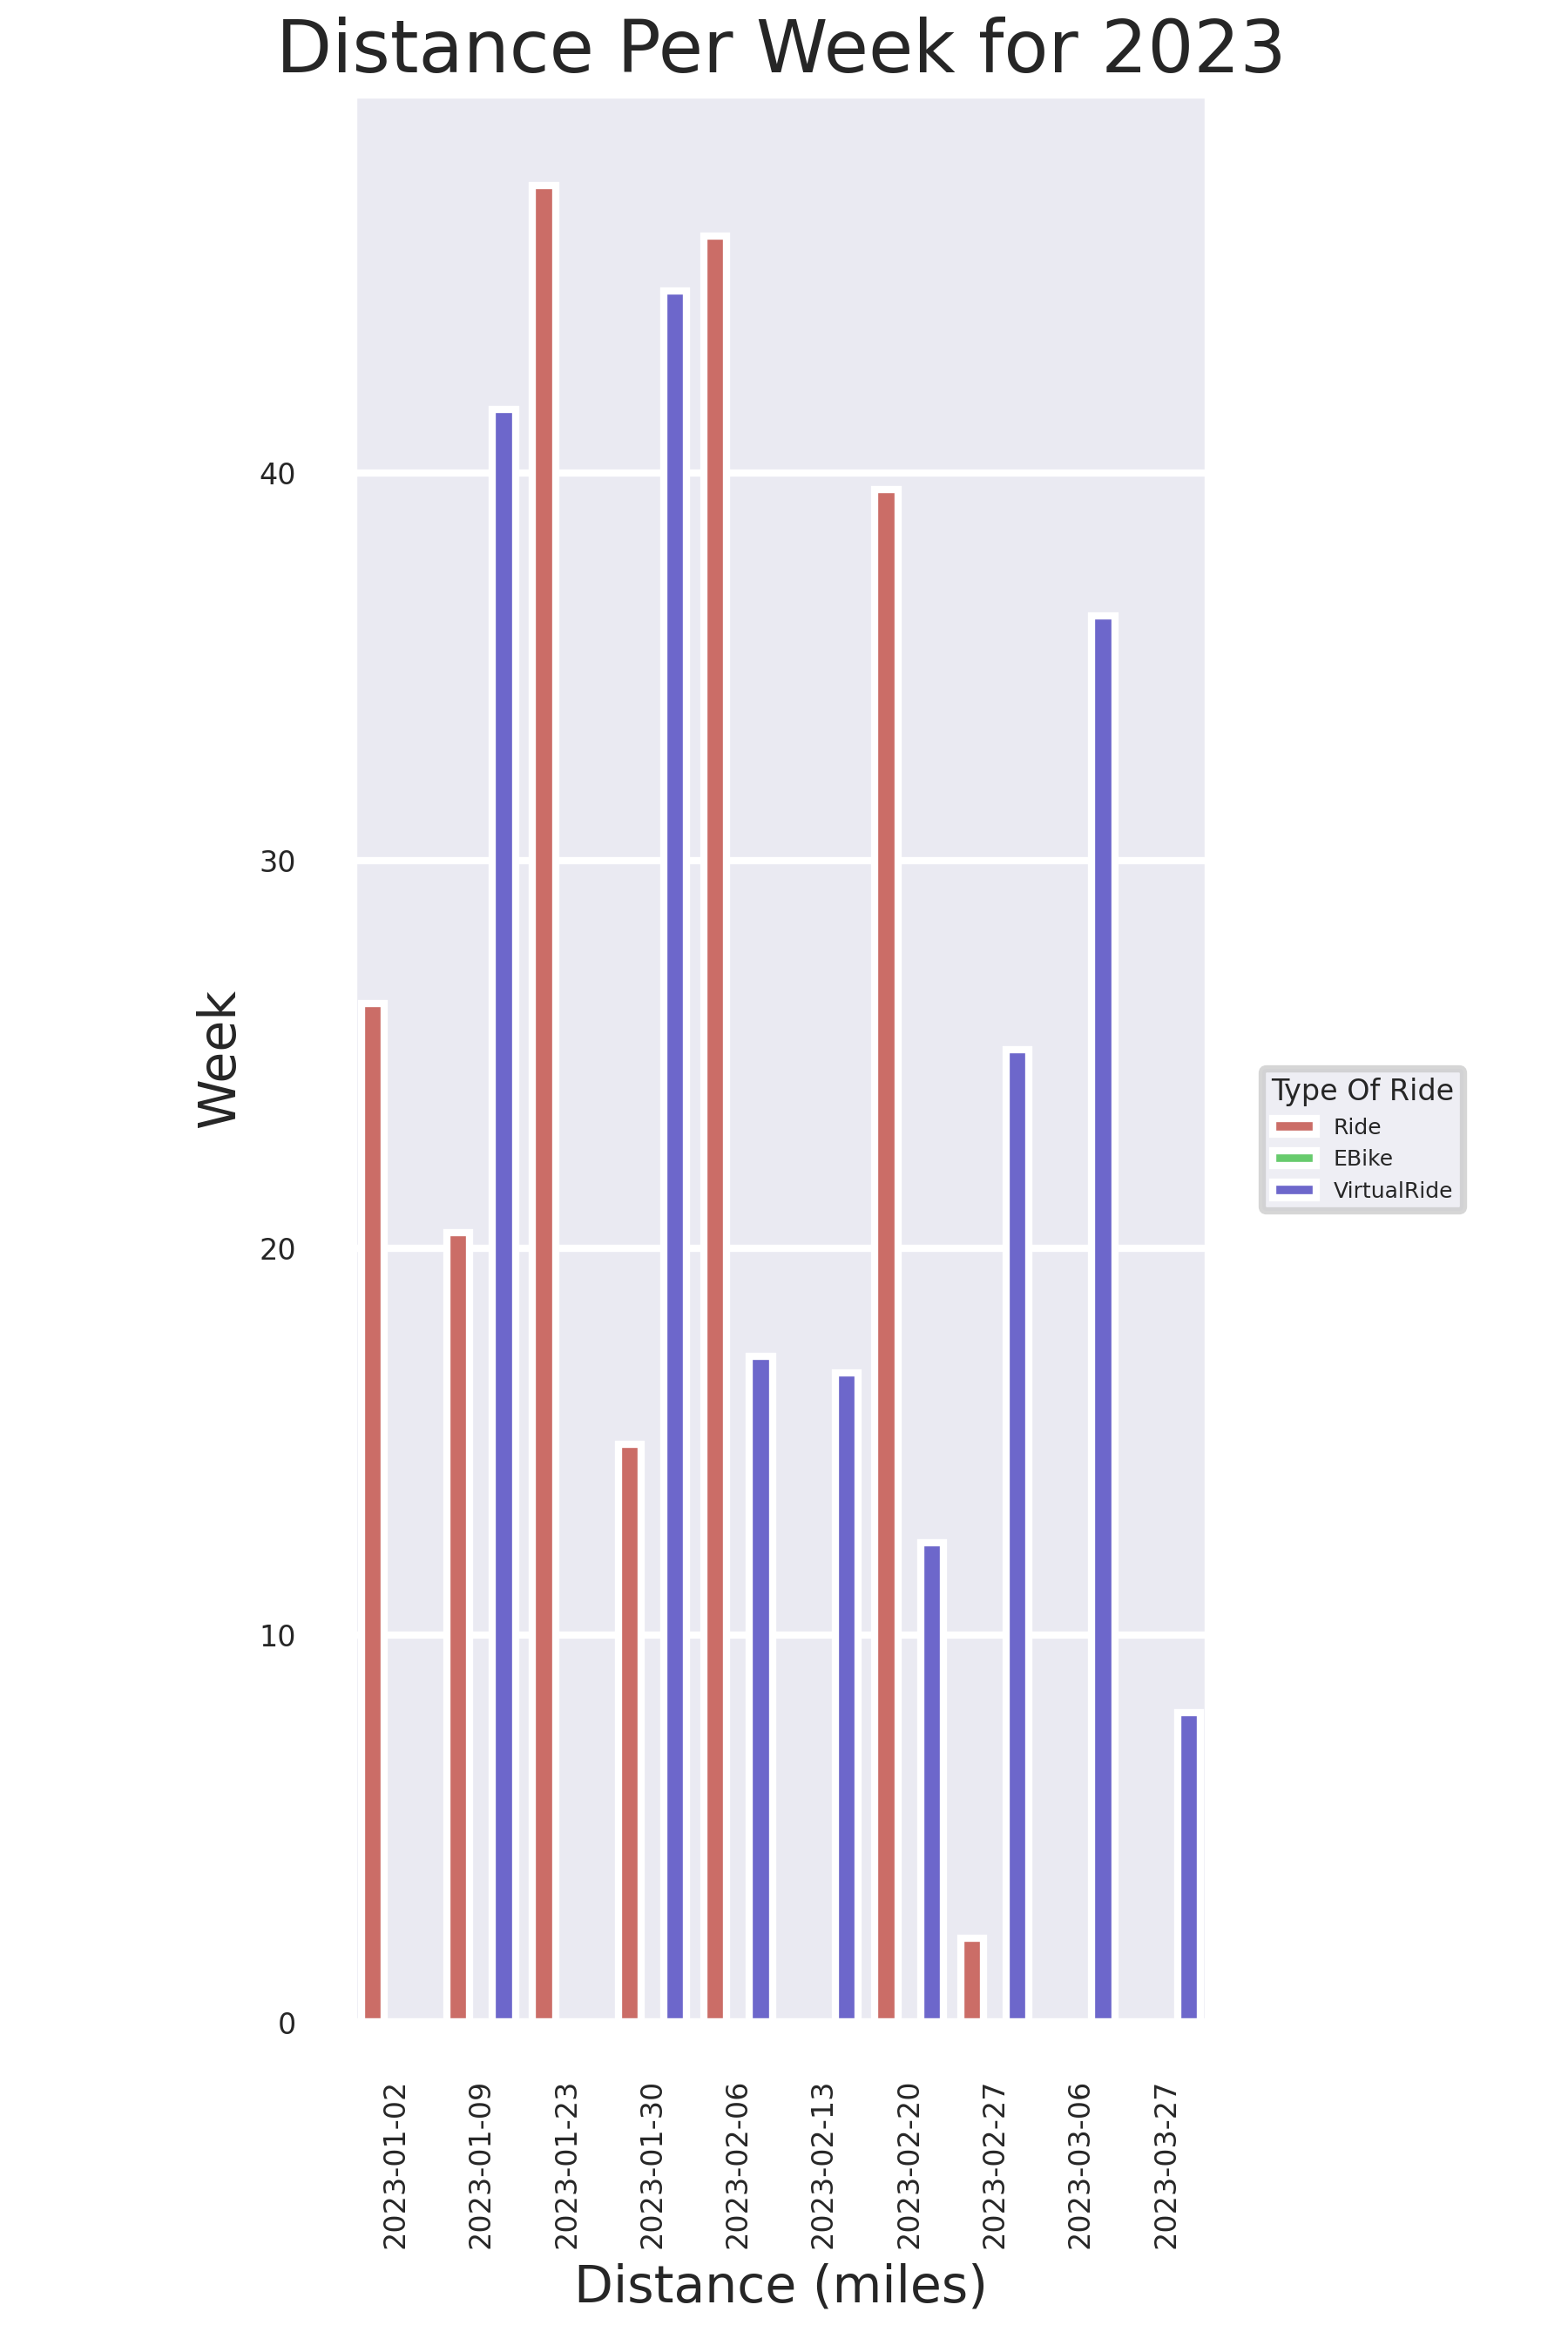 Distance Per Week for 2023
40
30
20
10
0
Week
Type Of Ride
Ride
EBike
VirtualRide
2023-01-02
2023-01-09
2023-01-23
2023-01-30
2023-02-06
2023-02-13
2023-02-20
2023-02-27
2023-03-06
2023-03-27
Distance (miles)